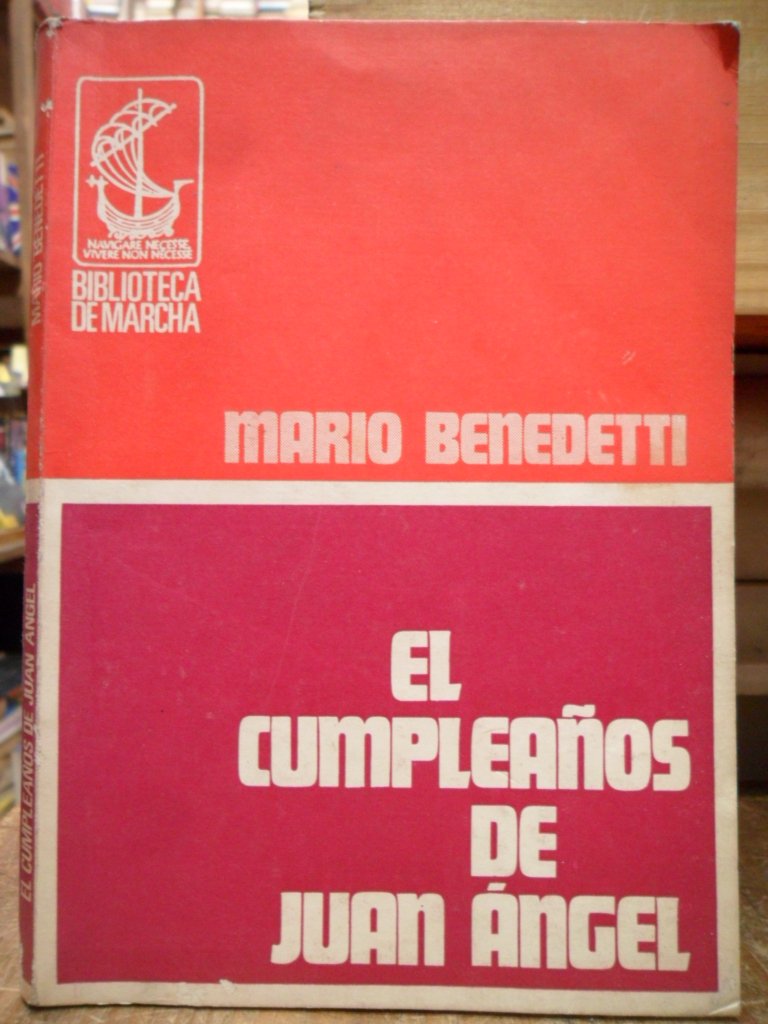 NAVIGARE NECESSE,
VIVERE NON NECESSE
BIBLIOTECA
DE MARCHA
MARIO BENEDETTI
EL
CUMPLEAÑOS
DE
JUAN ÁNGEL
MARIO BENEDETTI
EL CUMPLEAÑOS DE JUAN ÁNGEL